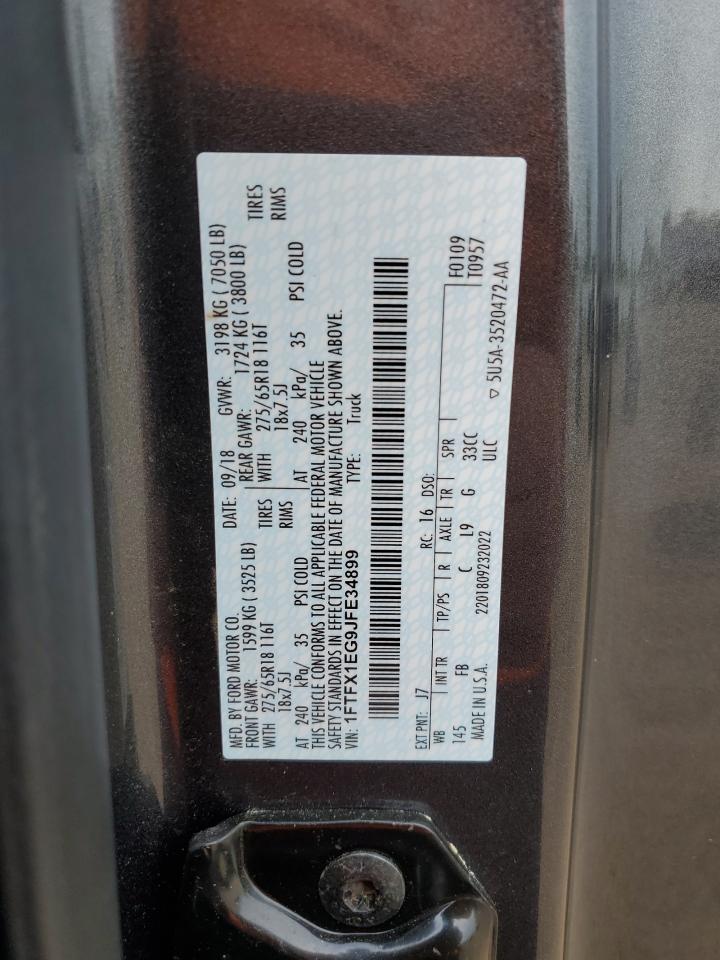 MFD. BY FORD MOTOR CO.
DATE: 09/18 GVWR: 3198 KG ( 7050 LB)
FRONT GAWR: 1599 KG ( 3525 LB) REAR GAWR: 1724 KG ( 3800 LB)
WITH 275/65R18 116T TIRES WITH 275/65R18 116T TIRES
18x7.5J RIMS 18x7.5J RIMS
AT 240 kPa/ 35 PSI COLD AT 240 kPa/ 35 PSI COLD
THIS VEHICLE CONFORMS TO ALL APPLICABLE FEDERAL MOTOR VEHICLE
SAFETY STANDARDS IN EFFECT ON THE DATE OF MANUFACTURE SHOWN ABOVE.
VIN: 1FTFX1EG9JFE34899 TYPE: Truck
EXT PNT: J7 RC: 16 DSO: F0109
WB INT TR TP/PS R AXLE TR SPR T0957
145 FB C L9 G 33CC
2201809232022 ULC
MADE IN U.S.A. ▽ 5U5A-3520472-AA